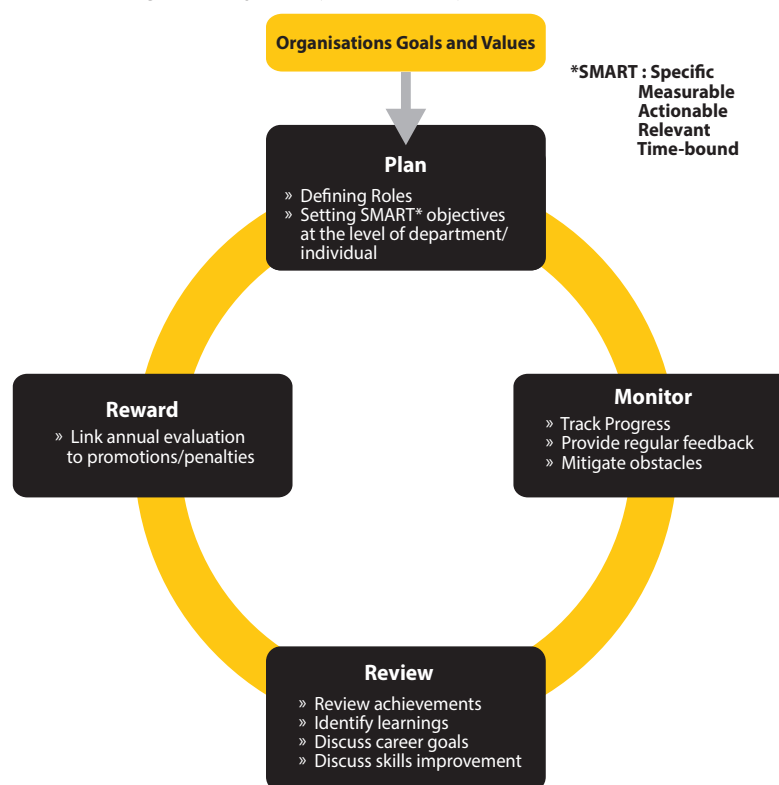 Organisations Goals and Values
*SMART : Specific
Measurable
Actionable
Relevant
Time-bound
Plan
» Defining Roles
» Setting SMART* objectives
at the level of department/
individual
Reward
» Link annual evaluation
to promotions/penalties
Monitor
» Track Progress
» Provide regular feedback
» Mitigate obstacles
Review
» Review achievements
» Identify learnings
» Discuss career goals
» Discuss skills improvement